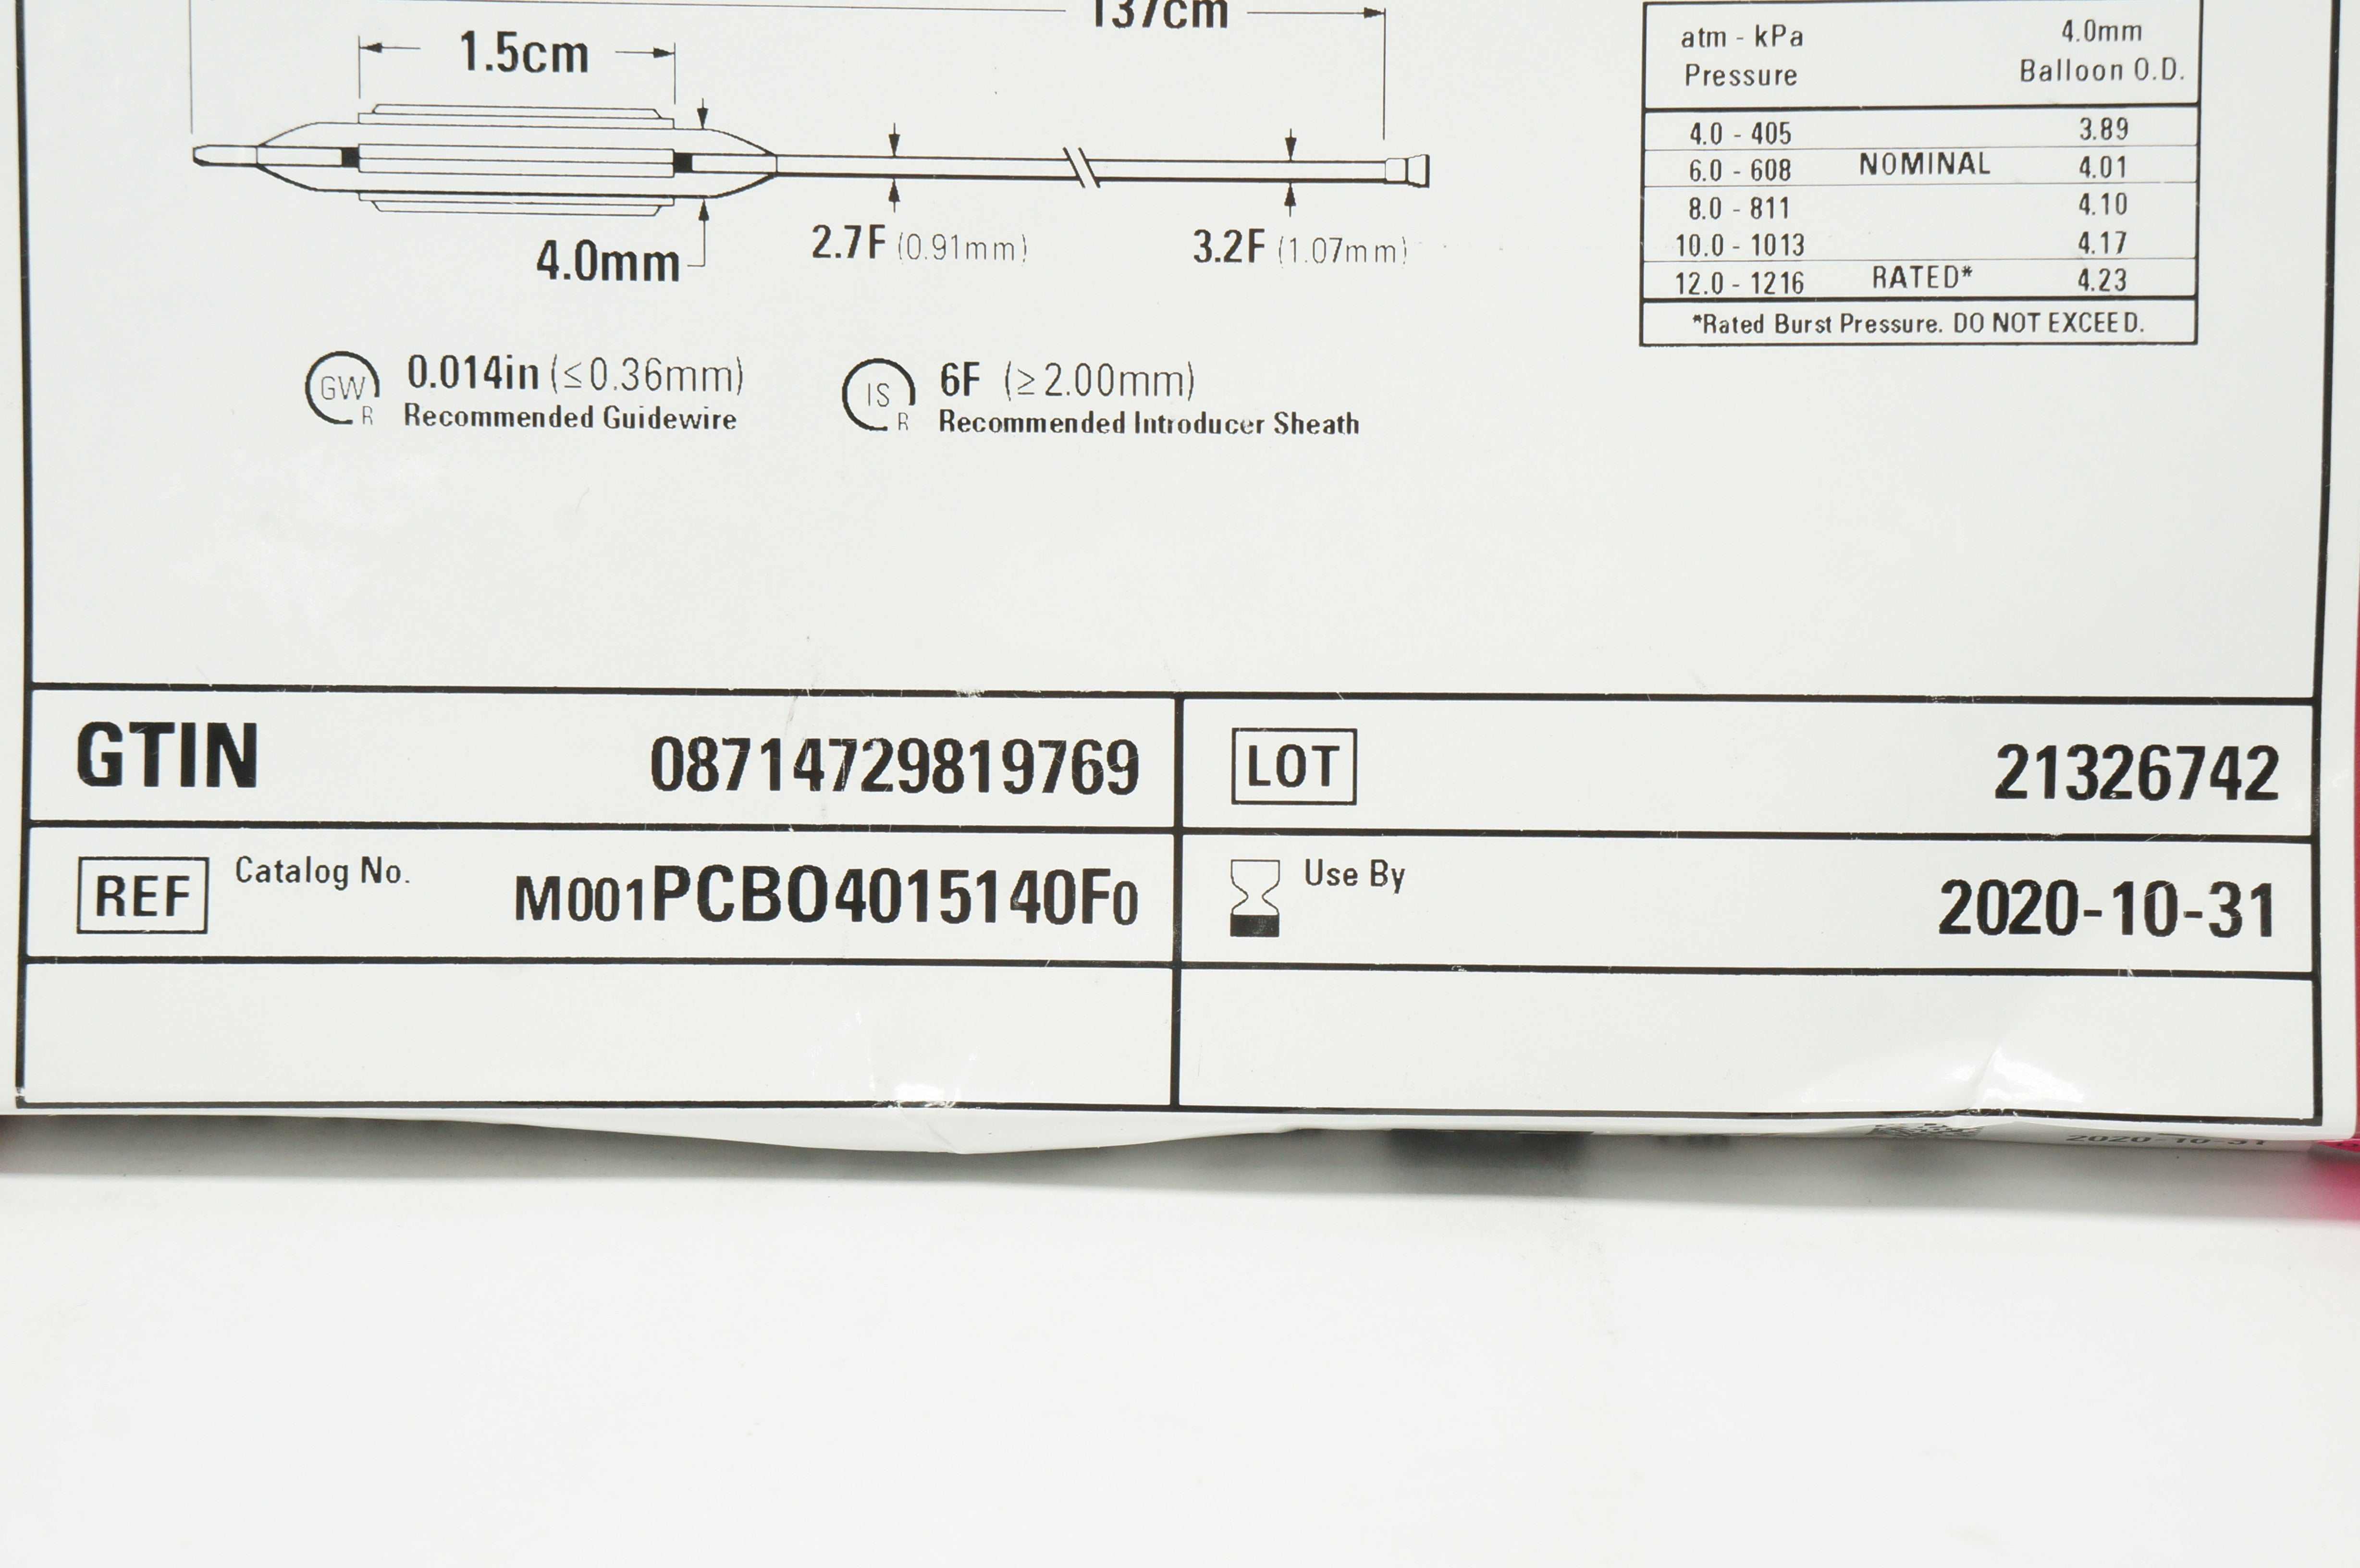 137cm
1.5cm
4.0mm
2.7F (0.91mm)
3.2F (1.07mm)
GW
R
0.014in (≤0.36mm)
Recommended Guidewire
IS
R
6F (≥2.00mm)
Recommended Introducer Sheath
atm - kPa 4.0mm
Pressure Balloon O.D.
4.0 - 405 3.89
6.0 - 608 NOMINAL 4.01
8.0 - 811 4.10
10.0 - 1013 4.17
12.0 - 1216 RATED* 4.23
*Rated Burst Pressure. DO NOT EXCEED.
GTIN 08714729819769
LOT 21326742
REF Catalog No. M001PCBO4015140F0
Use By 2020-10-31
2020-10-31